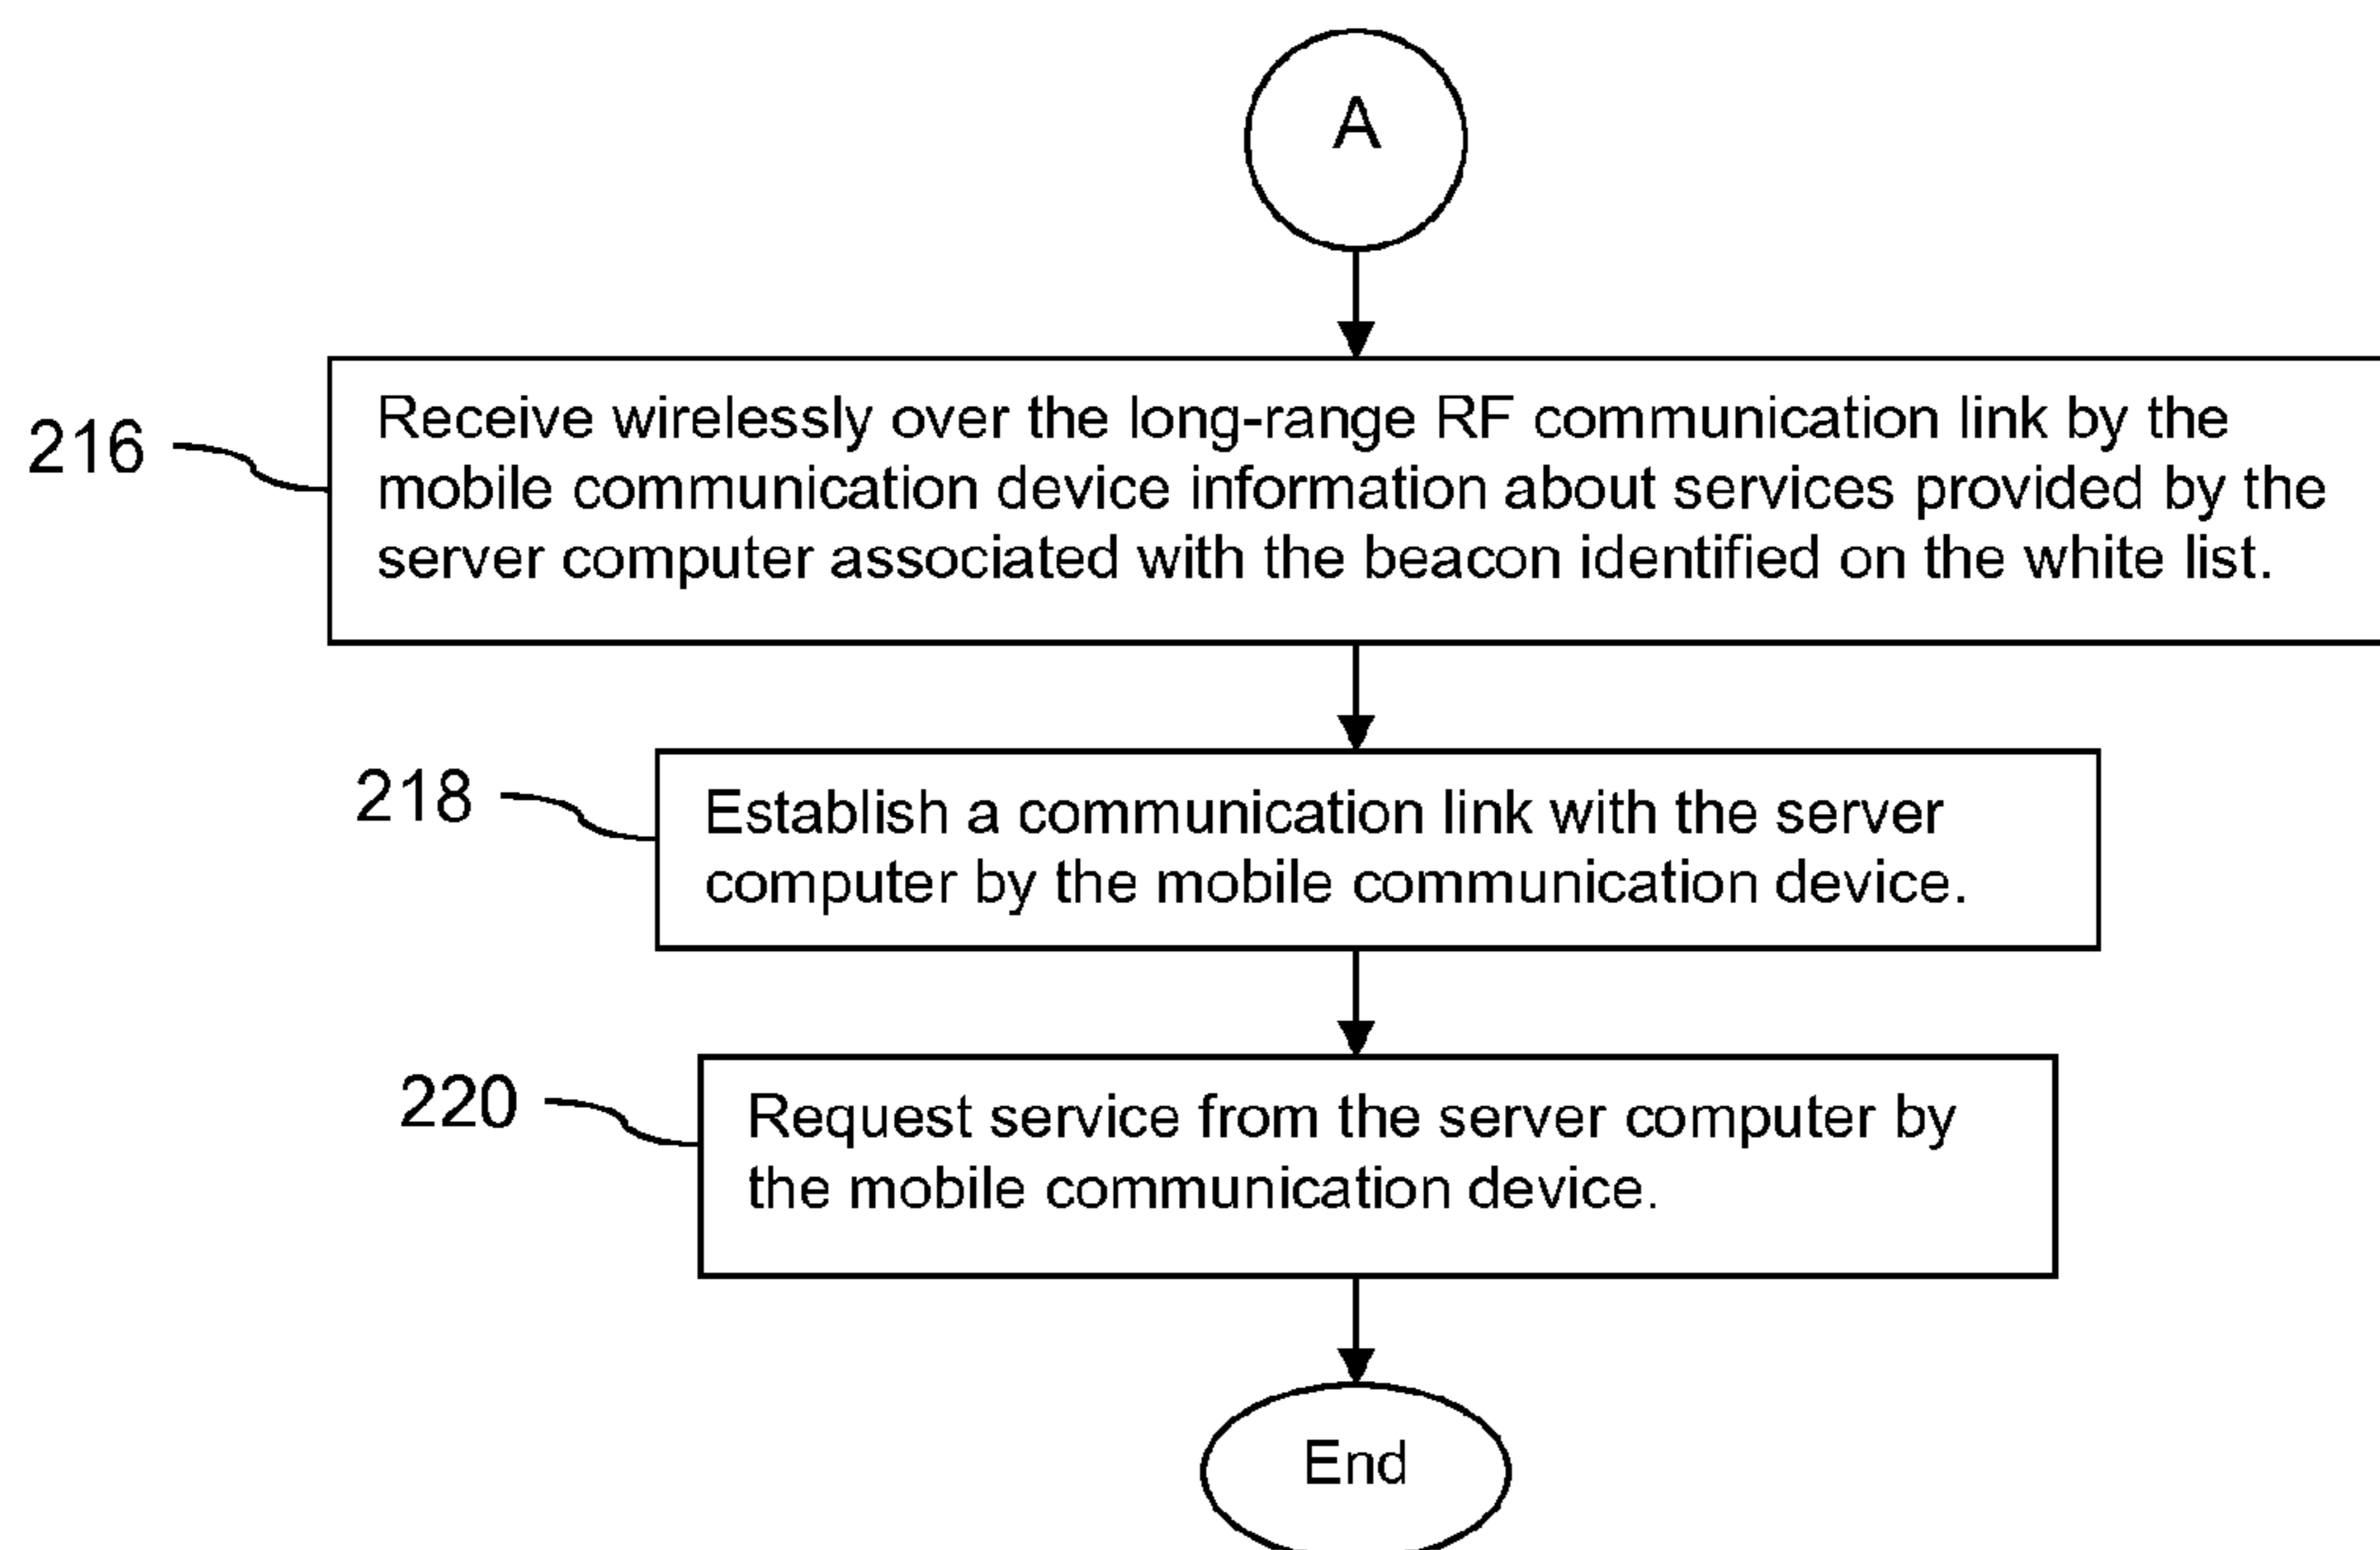 A
216
Receive wirelessly over the long-range RF communication link by the
mobile communication device information about services provided by the
server computer associated with the beacon identified on the white list.
218
Establish a communication link with the server
computer by the mobile communication device.
220
Request service from the server computer by
the mobile communication device.
End